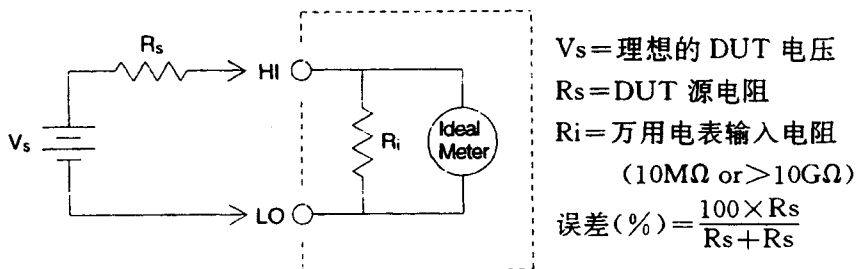 Rs
HI
Vs
Ri
Ideal
Meter
LO
Vs=理想的 DUT 电压
Rs=DUT 源电阻
Ri=万用电表输入电阻
(10MΩ or>10GΩ)
误差(%)=100×Rs/Rs+Rs